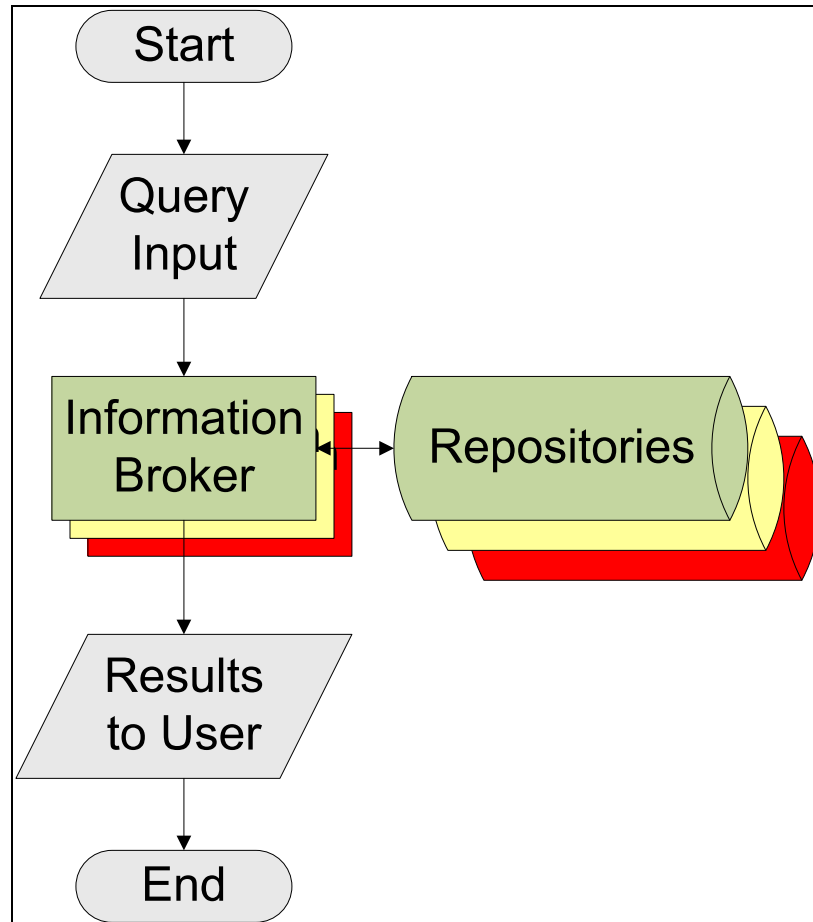 Start
Query
Input
Information
Broker
Repositories
Results
to User
End